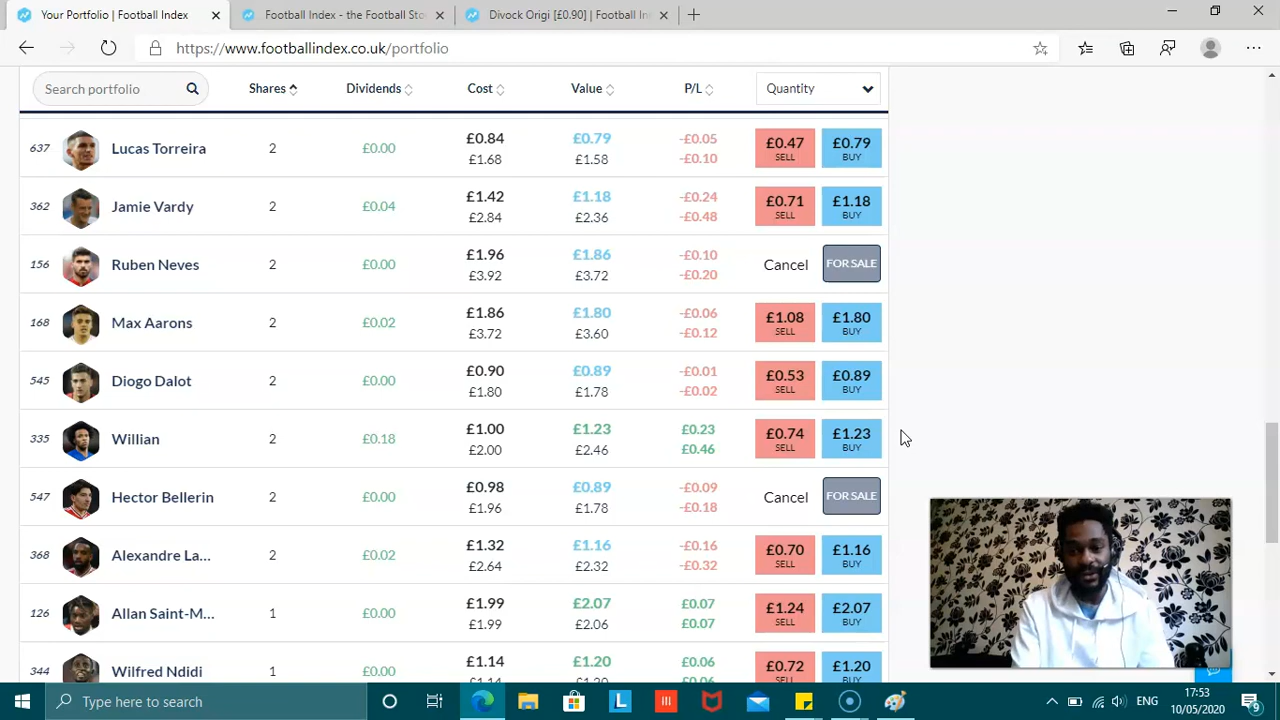 Your Portfolio | Football Index
Football Index - the Football Sto
Divock Origi [£0.90] | Football In
https://www.footballindex.co.uk/portfolio
Search portfolio Shares Dividends Cost Value P/L Quantity
637 Lucas Torreira 2 £0.00 £0.84 £0.79 -£0.05 £0.47 £0.79
£1.68 £1.58 -£0.10 SELL BUY
362 Jamie Vardy 2 £0.04 £1.42 £1.18 -£0.24 £0.71 £1.18
£2.84 £2.36 -£0.48 SELL BUY
156 Ruben Neves 2 £0.00 £1.96 £1.86 -£0.10 Cancel FOR SALE
£3.92 £3.72 -£0.20
168 Max Aarons 2 £0.02 £1.86 £1.80 -£0.06 £1.08 £1.80
£3.72 £3.60 -£0.12 SELL BUY
545 Diogo Dalot 2 £0.00 £0.90 £0.89 -£0.01 £0.53 £0.89
£1.80 £1.78 -£0.02 SELL BUY
335 Willian 2 £0.18 £1.00 £1.23 £0.23 £0.74 £1.23
£2.00 £2.46 £0.46 SELL BUY
547 Hector Bellerin 2 £0.00 £0.98 £0.89 -£0.09 Cancel FOR SALE
£1.96 £1.78 -£0.18
368 Alexandre La... 2 £0.02 £1.32 £1.16 -£0.16 £0.70 £1.16
£2.64 £2.32 -£0.32 SELL BUY
126 Allan Saint-M... 1 £0.00 £1.99 £2.07 £0.07 £1.24 £2.07
£1.99 £2.06 £0.07 SELL BUY
344 Wilfred Ndidi 1 £0.00 £1.14 £1.20 £0.06 £0.72 £1.20
Type here to search
ENG
17:53
10/05/2020
9